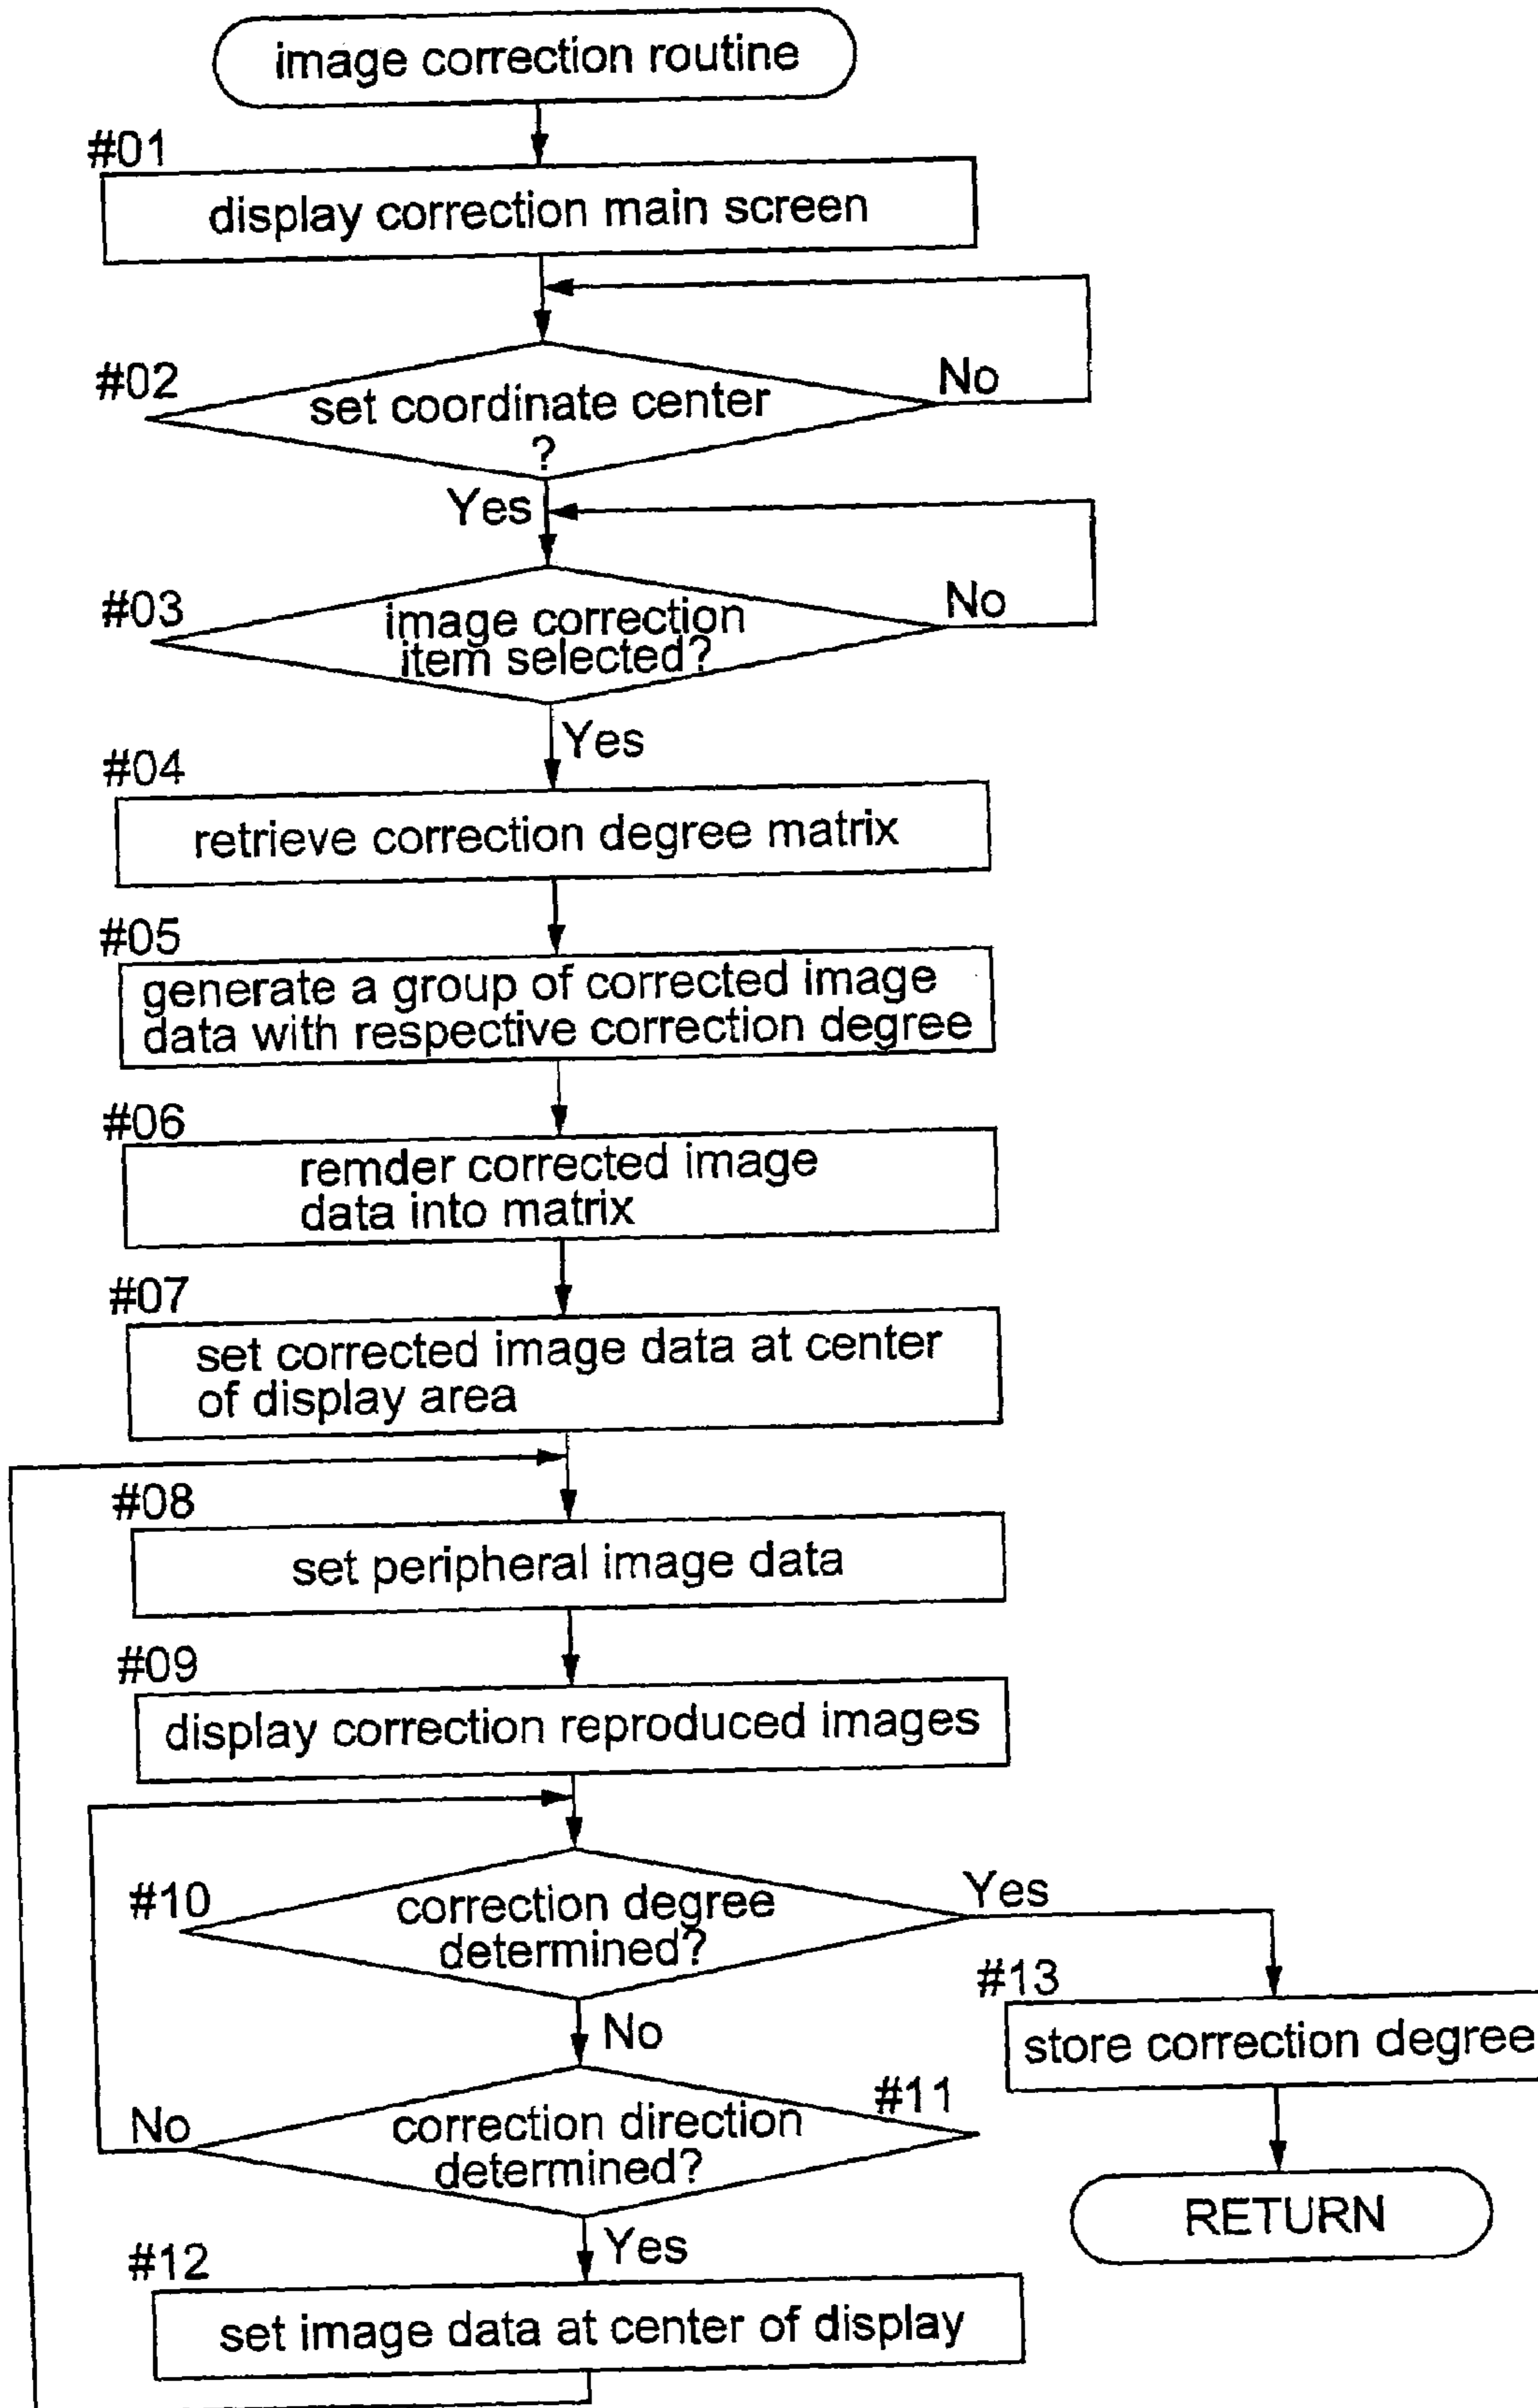 image correction routine
#01
display correction main screen
#02
set coordinate center
?
No
Yes
#03
image correction
item selected?
No
Yes
#04
retrieve correction degree matrix
#05
generate a group of corrected image
data with respective correction degree
#06
remder corrected image
data into matrix
#07
set corrected image data at center
of display area
#08
set peripheral image data
#09
display correction reproduced images
#10
correction degree
determined?
Yes
No
#13
store correction degree
#11
correction direction
determined?
No
Yes
RETURN
#12
set image data at center of display